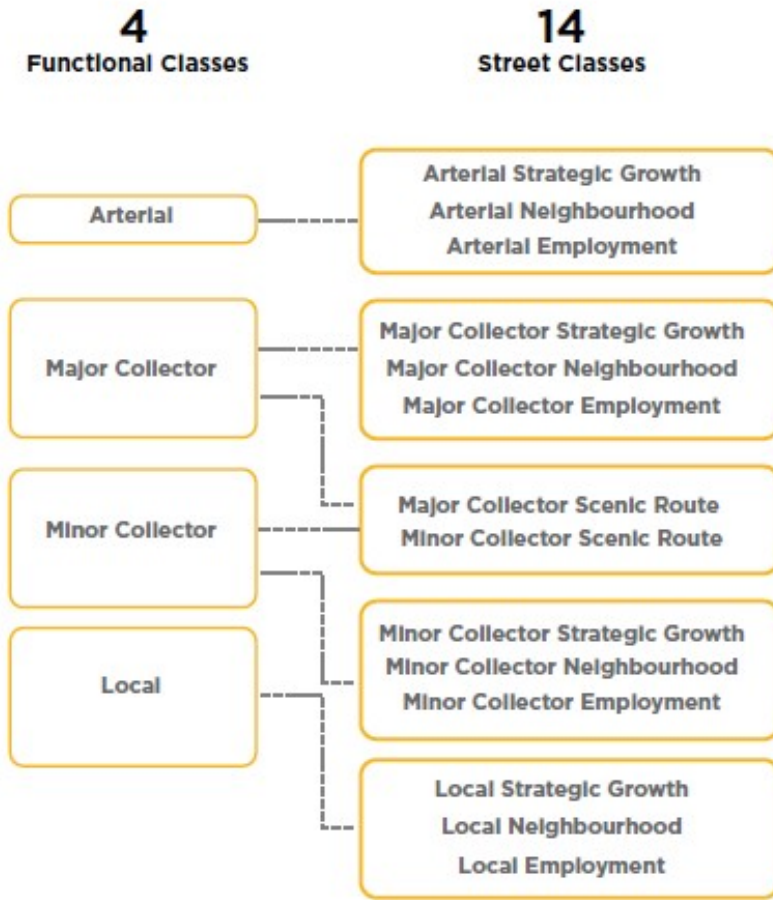 4
Functional Classes
14
Street Classes
Arterial
Arterial Strategic Growth
Arterial Neighbourhood
Arterial Employment
Major Collector
Major Collector Strategic Growth
Major Collector Neighbourhood
Major Collector Employment
Minor Collector
Major Collector Scenic Route
Minor Collector Scenic Route
Local
Minor Collector Strategic Growth
Minor Collector Neighbourhood
Minor Collector Employment
Local Strategic Growth
Local Neighbourhood
Local Employment